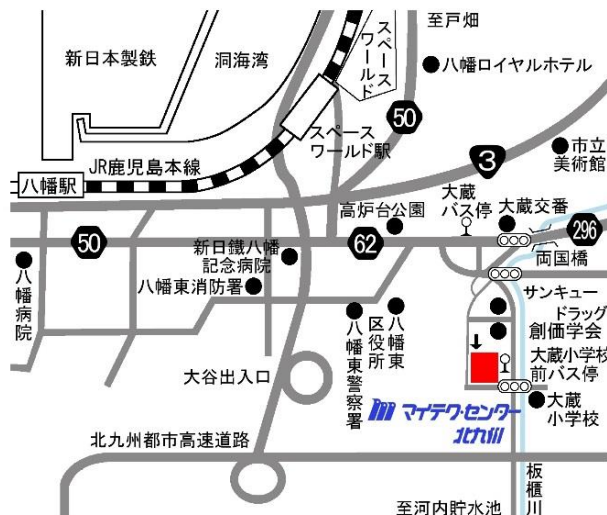 至戸畑
新日本製鉄
洞海湾
スペース
ワールド
八幡ロイヤルホテル
50
スペース
ワールド駅
3
市立
美術館
JR鹿児島本線
八幡駅
大蔵
バス停
大蔵交番
高炉台公園
296
50
62
新日鐵八幡
記念病院
両国橋
八幡病院
八幡東消防署
サンキュー
ドラッグ
創価学会
八幡東警察署
八幡東
区役所
大谷出入口
大蔵小学校
前バス停
マイテク・センター
北九州
大蔵
小学校
北九州都市高速道路
板櫃川
至河内貯水池